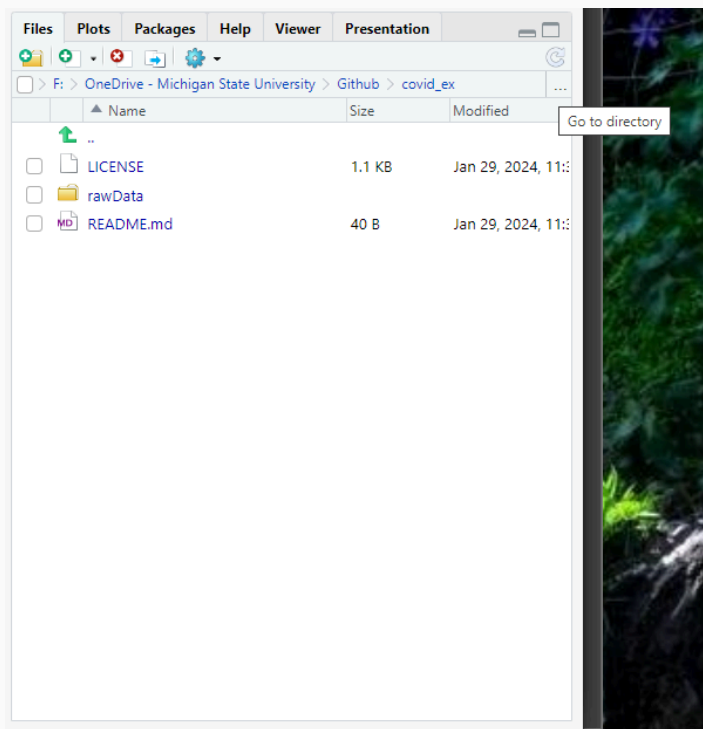 Files Plots Packages Help Viewer Presentation
F: > OneDrive - Michigan State University > Github > covid_ex ...
Name Size Modified
Go to directory
..
LICENSE 1.1 KB Jan 29, 2024, 11:3
rawData
MD README.md 40 B Jan 29, 2024, 11:3